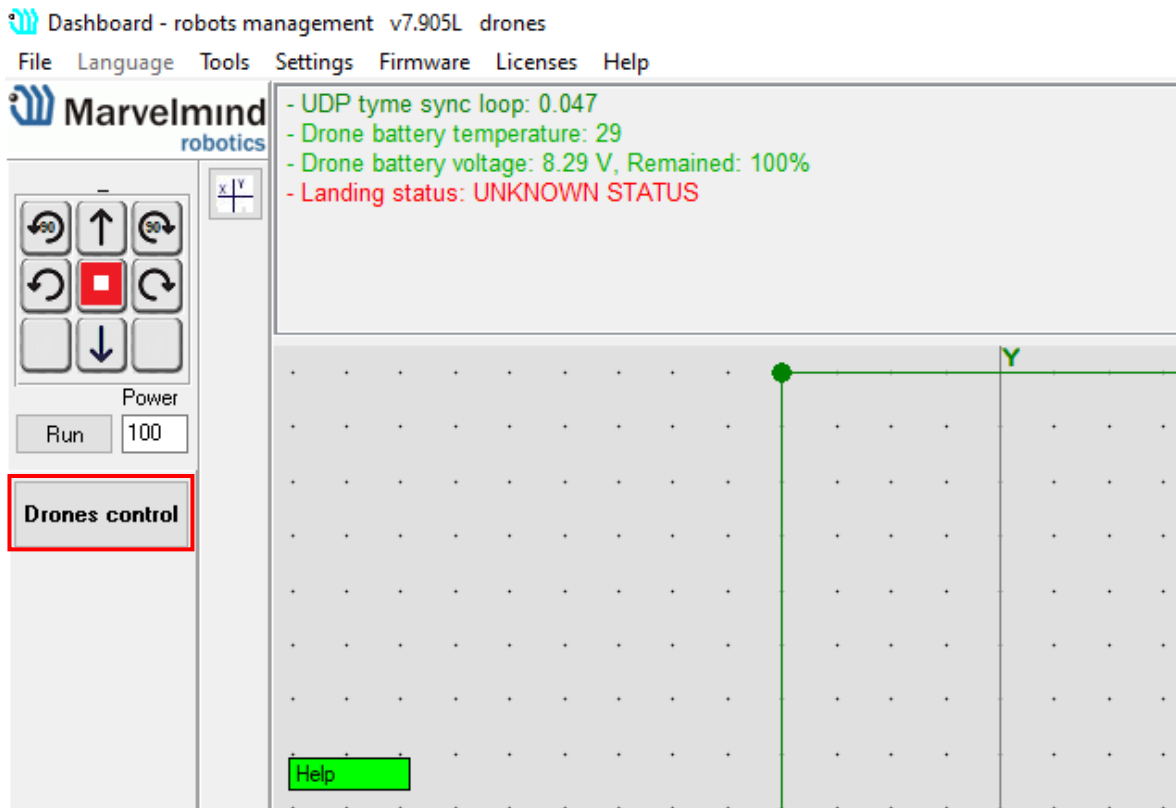 Dashboard - robots management v7.905L drones
File Language Tools Settings Firmware Licenses Help
Marvelmind
robotics
- UDP tyme sync loop: 0.047
- Drone battery temperature: 29
- Drone battery voltage: 8.29 V, Remained: 100%
- Landing status: UNKNOWN STATUS
X Y
90 90
Power
Run 100
Drones control
Y
Help